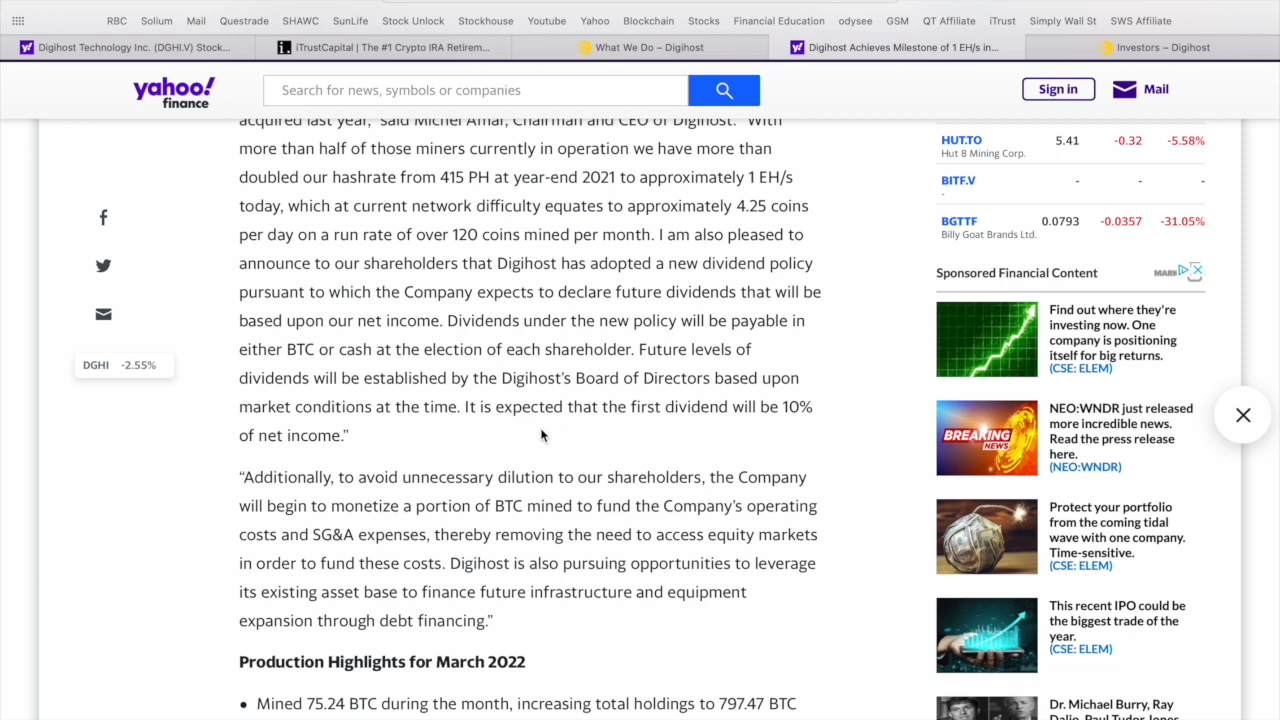 RBC Solium Mail Questrade SHAWC SunLife Stock Unlock Stockhouse Youtube Yahoo Blockchain Stocks Financial Education odysee GSM QT Affiliate iTrust Simply Wall St SWS Affiliate
Digihost Technology Inc. (DGHI.V) Stock...
iTrustCapital | The #1 Crypto IRA Retirem...
What We Do – Digihost
Digihost Achieves Milestone of 1 EH/s in...
Investors – Digihost
yahoo!
finance
Search for news, symbols or companies
Sign in
Mail
acquired last year," said Michel Amar, Chairman and CEO of Digihost. "With
more than half of those miners currently in operation we have more than
doubled our hashrate from 415 PH at year-end 2021 to approximately 1 EH/s
today, which at current network difficulty equates to approximately 4.25 coins
per day on a run rate of over 120 coins mined per month. I am also pleased to
announce to our shareholders that Digihost has adopted a new dividend policy
pursuant to which the Company expects to declare future dividends that will be
based upon our net income. Dividends under the new policy will be payable in
either BTC or cash at the election of each shareholder. Future levels of
dividends will be established by the Digihost's Board of Directors based upon
market conditions at the time. It is expected that the first dividend will be 10%
of net income.”
“Additionally, to avoid unnecessary dilution to our shareholders, the Company
will begin to monetize a portion of BTC mined to fund the Company's operating
costs and SG&A expenses, thereby removing the need to access equity markets
in order to fund these costs. Digihost is also pursuing opportunities to leverage
its existing asset base to finance future infrastructure and equipment
expansion through debt financing.”
Production Highlights for March 2022
• Mined 75.24 BTC during the month, increasing total holdings to 797.47 BTC
DGHI -2.55%
HUT.TO 5.41 -0.32 -5.58%
Hut 8 Mining Corp.
BITF.V - - -
-
BGTTF 0.0793 -0.0357 -31.05%
Billy Goat Brands Ltd.
Sponsored Financial Content
Find out where they're
investing now. One
company is positioning
itself for big returns.
(CSE: ELEM)
BREAKING
NEWS
NEO:WNDR just released
more incredible news.
Read the press release
here.
(NEO:WNDR)
Protect your portfolio
from the coming tidal
wave with one company.
Time-sensitive.
(CSE: ELEM)
This recent IPO could be
the biggest trade of the
year.
(CSE: ELEM)
Dr. Michael Burry, Ray
Dalio, Paul Tudor Jones